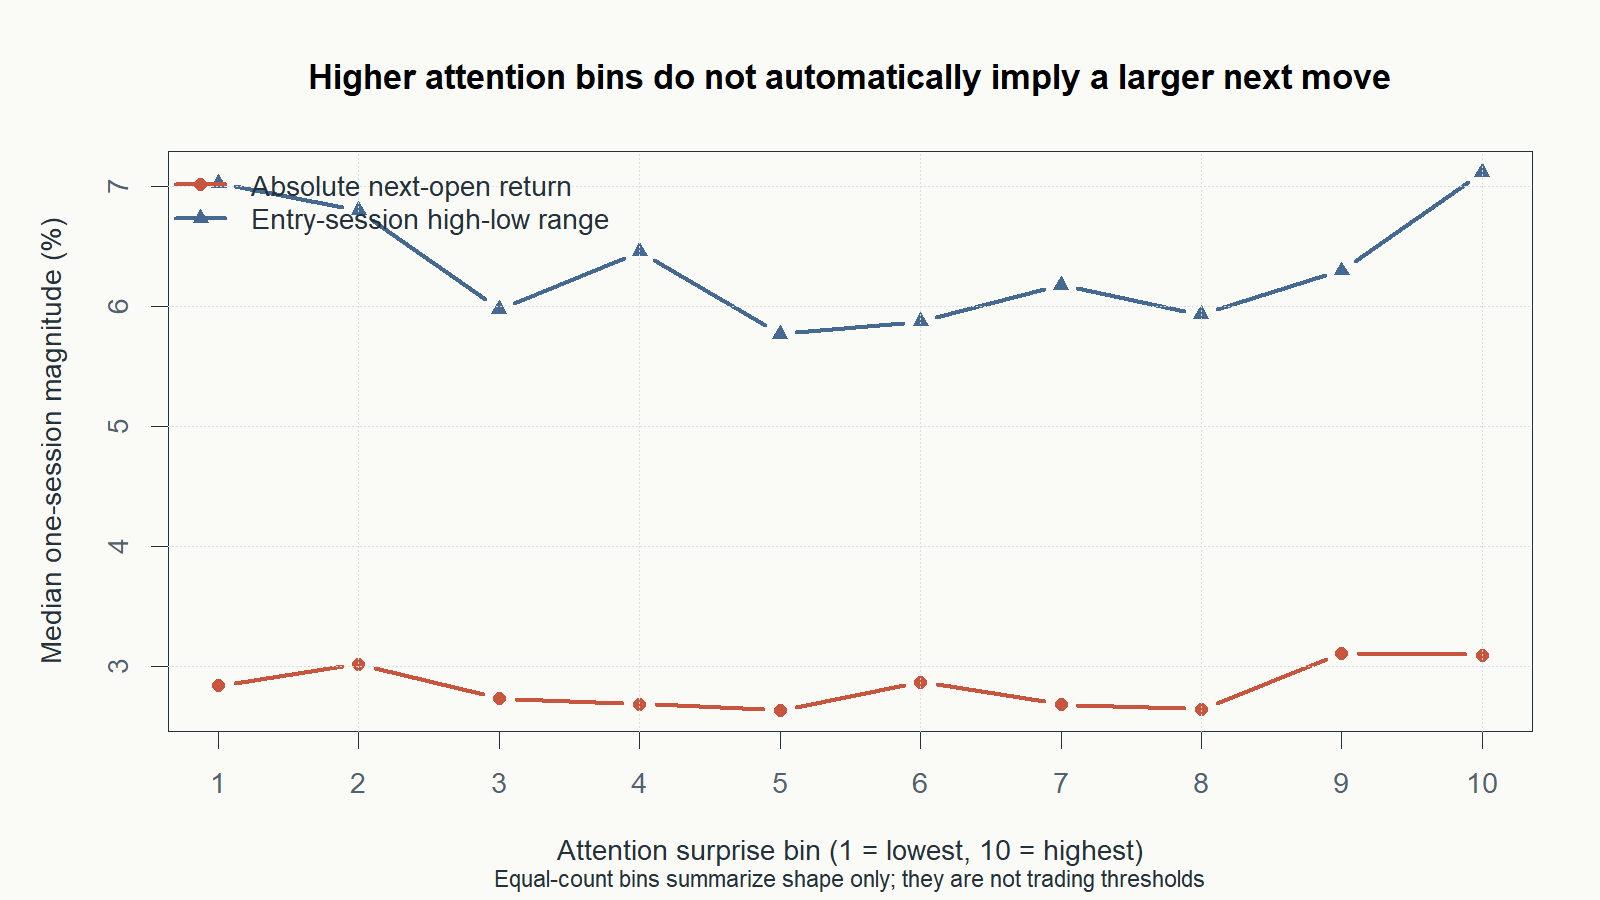 Higher attention bins do not automatically imply a larger next move
Absolute next-open return
Entry-session high-low range
Median one-session magnitude (%)
7
6
5
4
3
1 2 3 4 5 6 7 8 9 10
Attention surprise bin (1 = lowest, 10 = highest)
Equal-count bins summarize shape only; they are not trading thresholds